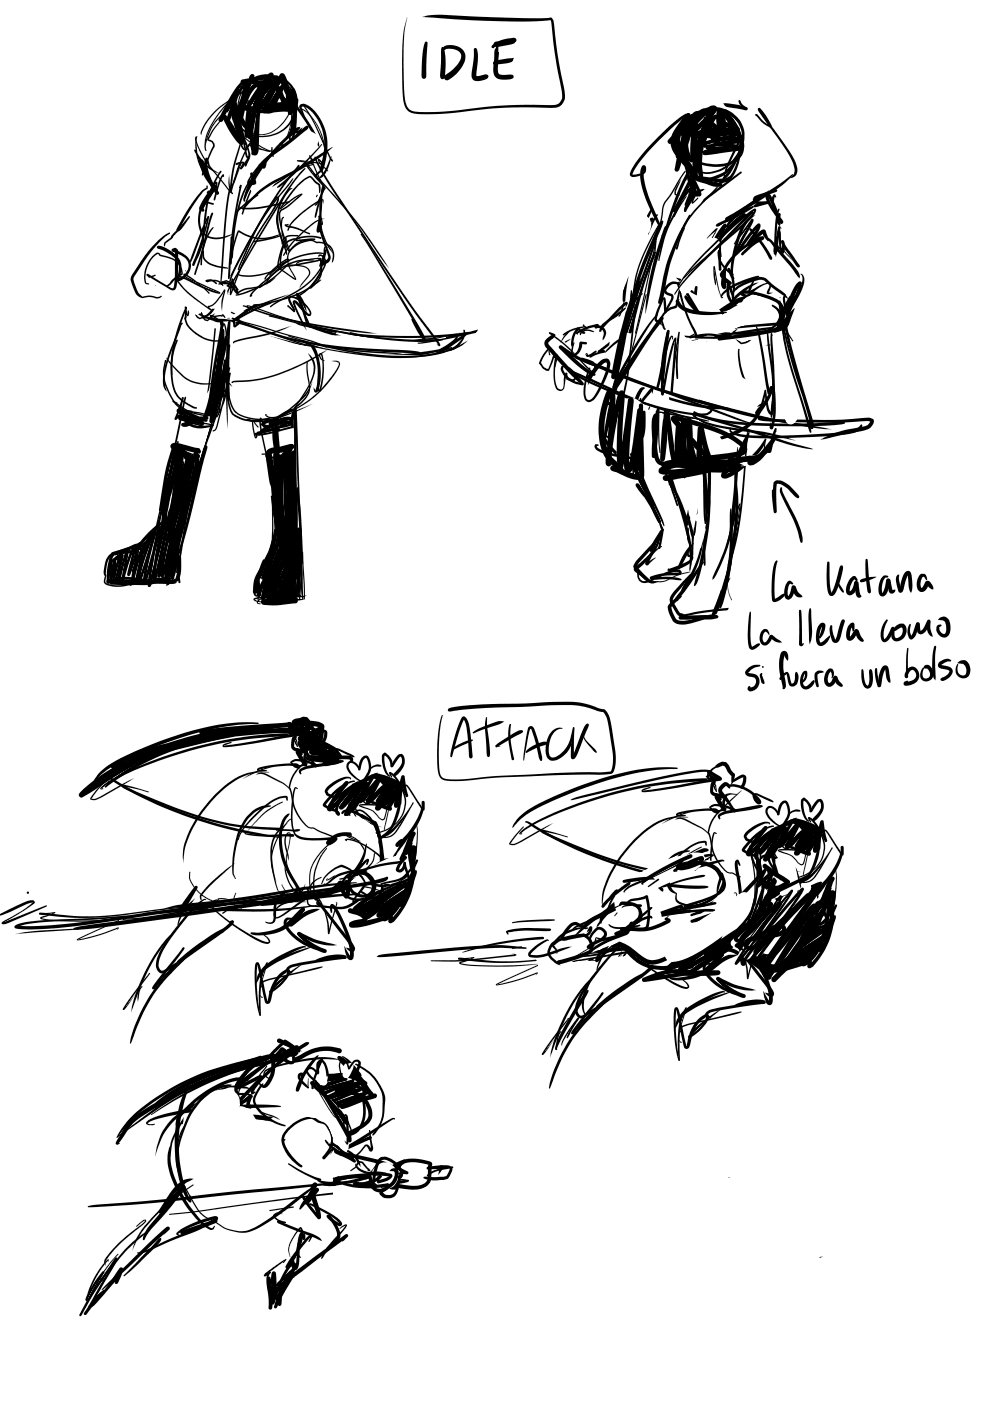 IDLE
La Katana
La lleva como
si fuera un bolso
ATTACK